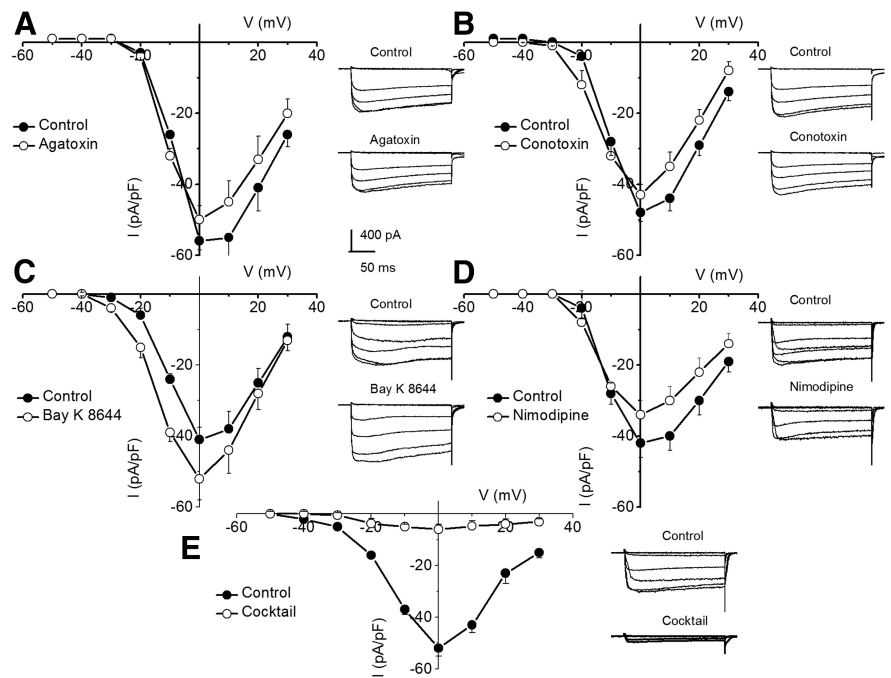 A
V (mV)
-60 -40 -20 20 40
Control
-20
Control
Agatoxin
Agatoxin
-40
I (pA/pF)
-60
400 pA
50 ms
B
V (mV)
-60 -40 -20 20 40
Control
-20
Control
Conotoxin
Conotoxin
-40
I (pA/pF)
-60
C
V (mV)
-60 -40 -20 20 40
Control
-20
Control
Bay K 8644
Bay K 8644
-40
I (pA/pF)
-60
D
V (mV)
-60 -40 -20 20 40
Control
-20
Control
Nimodipine
Nimodipine
-40
I (pA/pF)
-60
E
V (mV)
-60 -40 -20 20 40
Control
-20
Control
Cocktail
Cocktail
-40
I (pA/pF)
-60